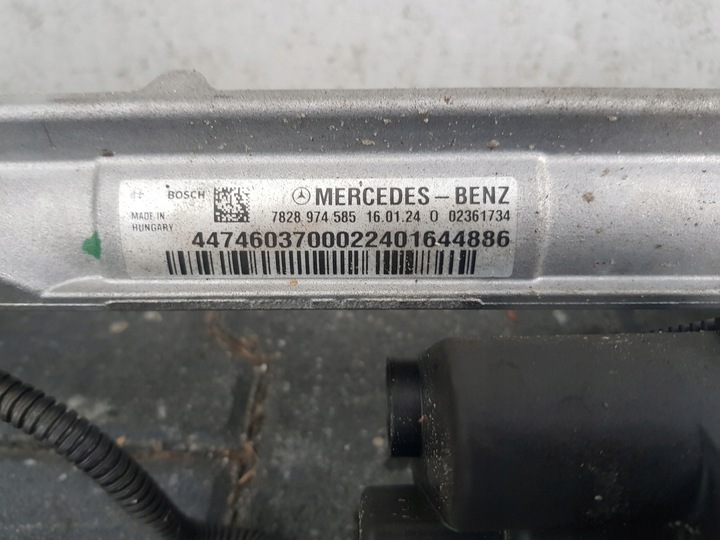 BOSCH MERCEDES-BENZ
MADE IN HUNGARY 7828 974 585 16.01.24 0 02361734
4474603700022401644886